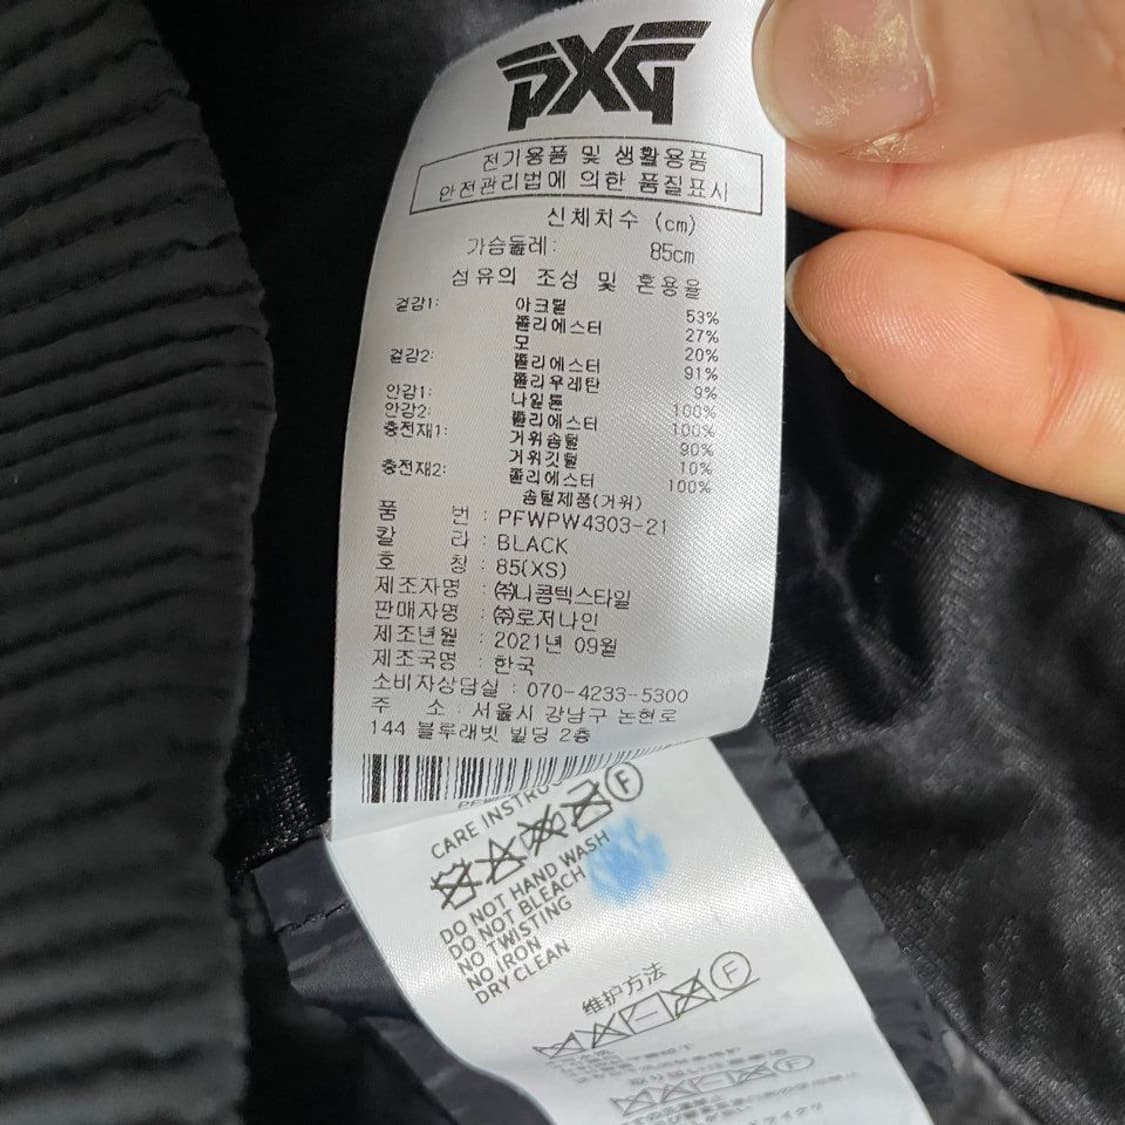 PXG
전기용품 및 생활용품
안전관리법에 의한 품질표시
신체치수 (cm)
가슴둘레: 85cm
섬유의 조성 및 혼용율
겉감1: 아크릴 53%
폴리에스터 27%
모 20%
겉감2: 폴리에스터 91%
폴리우레탄 9%
안감1: 나일론 100%
안감2: 폴리에스터 100%
충전재1: 거위솜털 90%
거위깃털 10%
충전재2: 폴리에스터 100%
솜털제품(거위)
품 번 : PFWPW4303-21
칼 라 : BLACK
호 칭 : 85(XS)
제조자명 : ㈜니콩텍스타일
판매자명 : ㈜로저나인
제조년월 : 2021년 09월
제조국명 : 한국
소비자상담실 : 070-4233-5300
주 소 : 서울시 강남구 논현로
144 블루래빗 빌딩 2층
CARE INSTRUC
F
DO NOT HAND WASH
DO NOT BLEACH
NO TWISTING
NO IRON
DRY CLEAN
维护方法
F
F